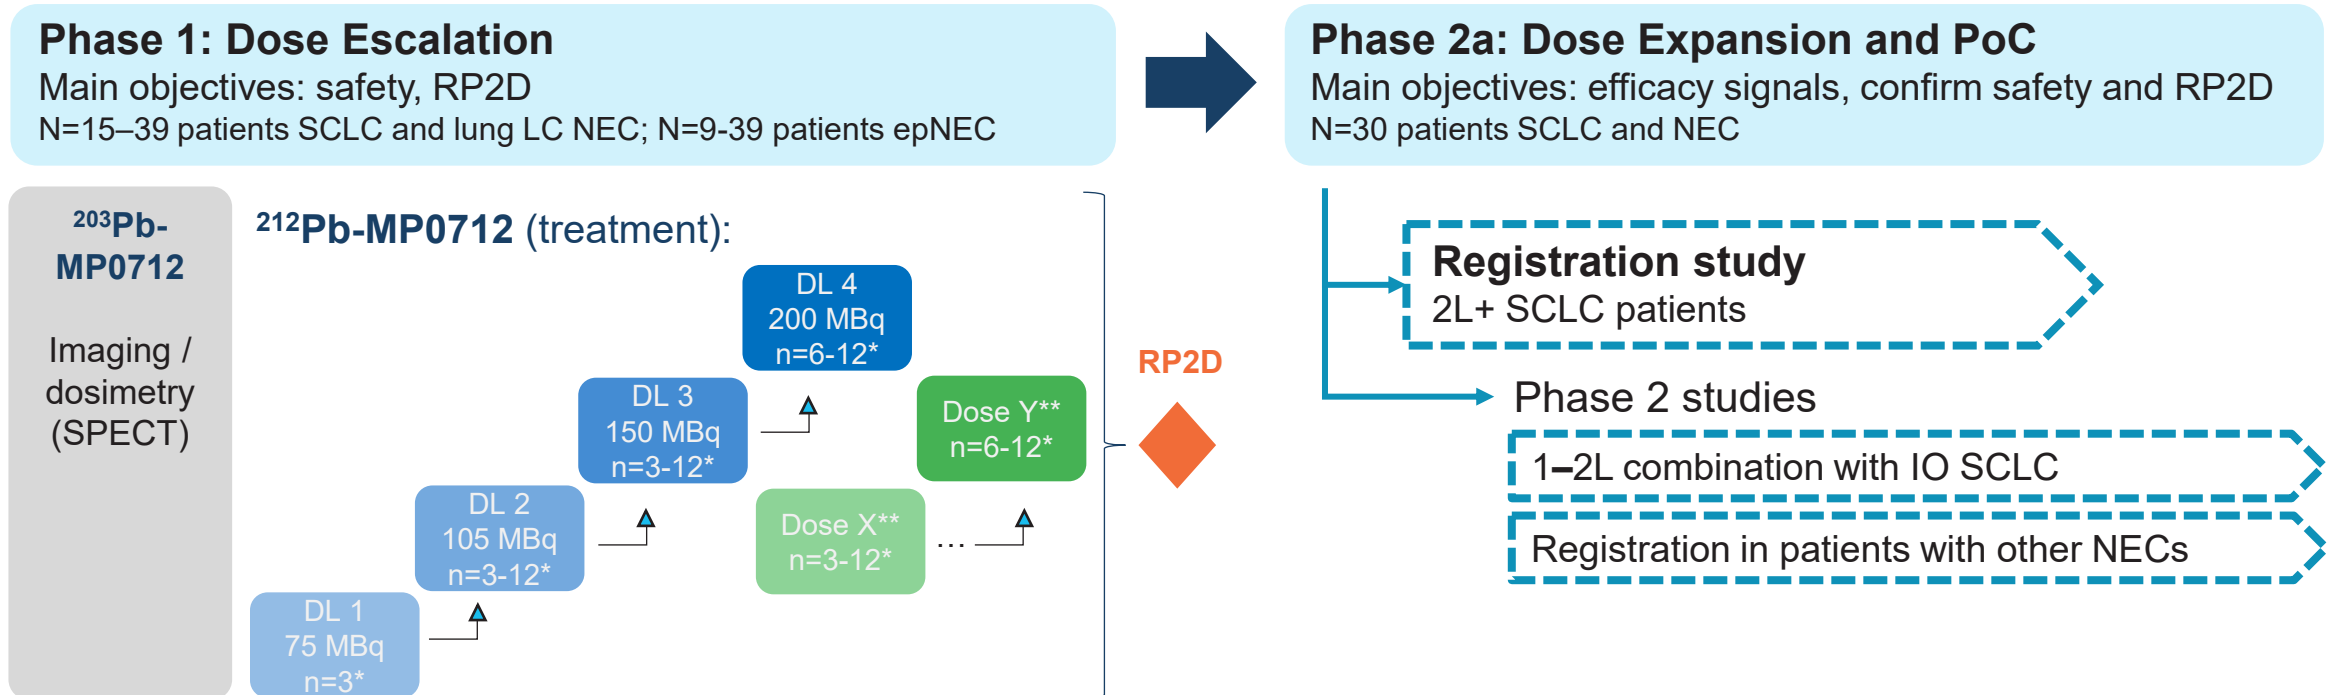 Phase 1: Dose Escalation
Main objectives: safety, RP2D
N=15–39 patients SCLC and lung LC NEC; N=9-39 patients epNEC
Phase 2a: Dose Expansion and PoC
Main objectives: efficacy signals, confirm safety and RP2D
N=30 patients SCLC and NEC
²⁰³Pb-
MP0712
Imaging /
dosimetry
(SPECT)
²¹²Pb-MP0712 (treatment):
DL 1
75 MBq
n=3*
DL 2
105 MBq
n=3-12*
DL 3
150 MBq
n=3-12*
DL 4
200 MBq
n=6-12*
Dose X**
n=3-12*
...
Dose Y**
n=6-12*
RP2D
Registration study
2L+ SCLC patients
Phase 2 studies
1–2L combination with IO SCLC
Registration in patients with other NECs